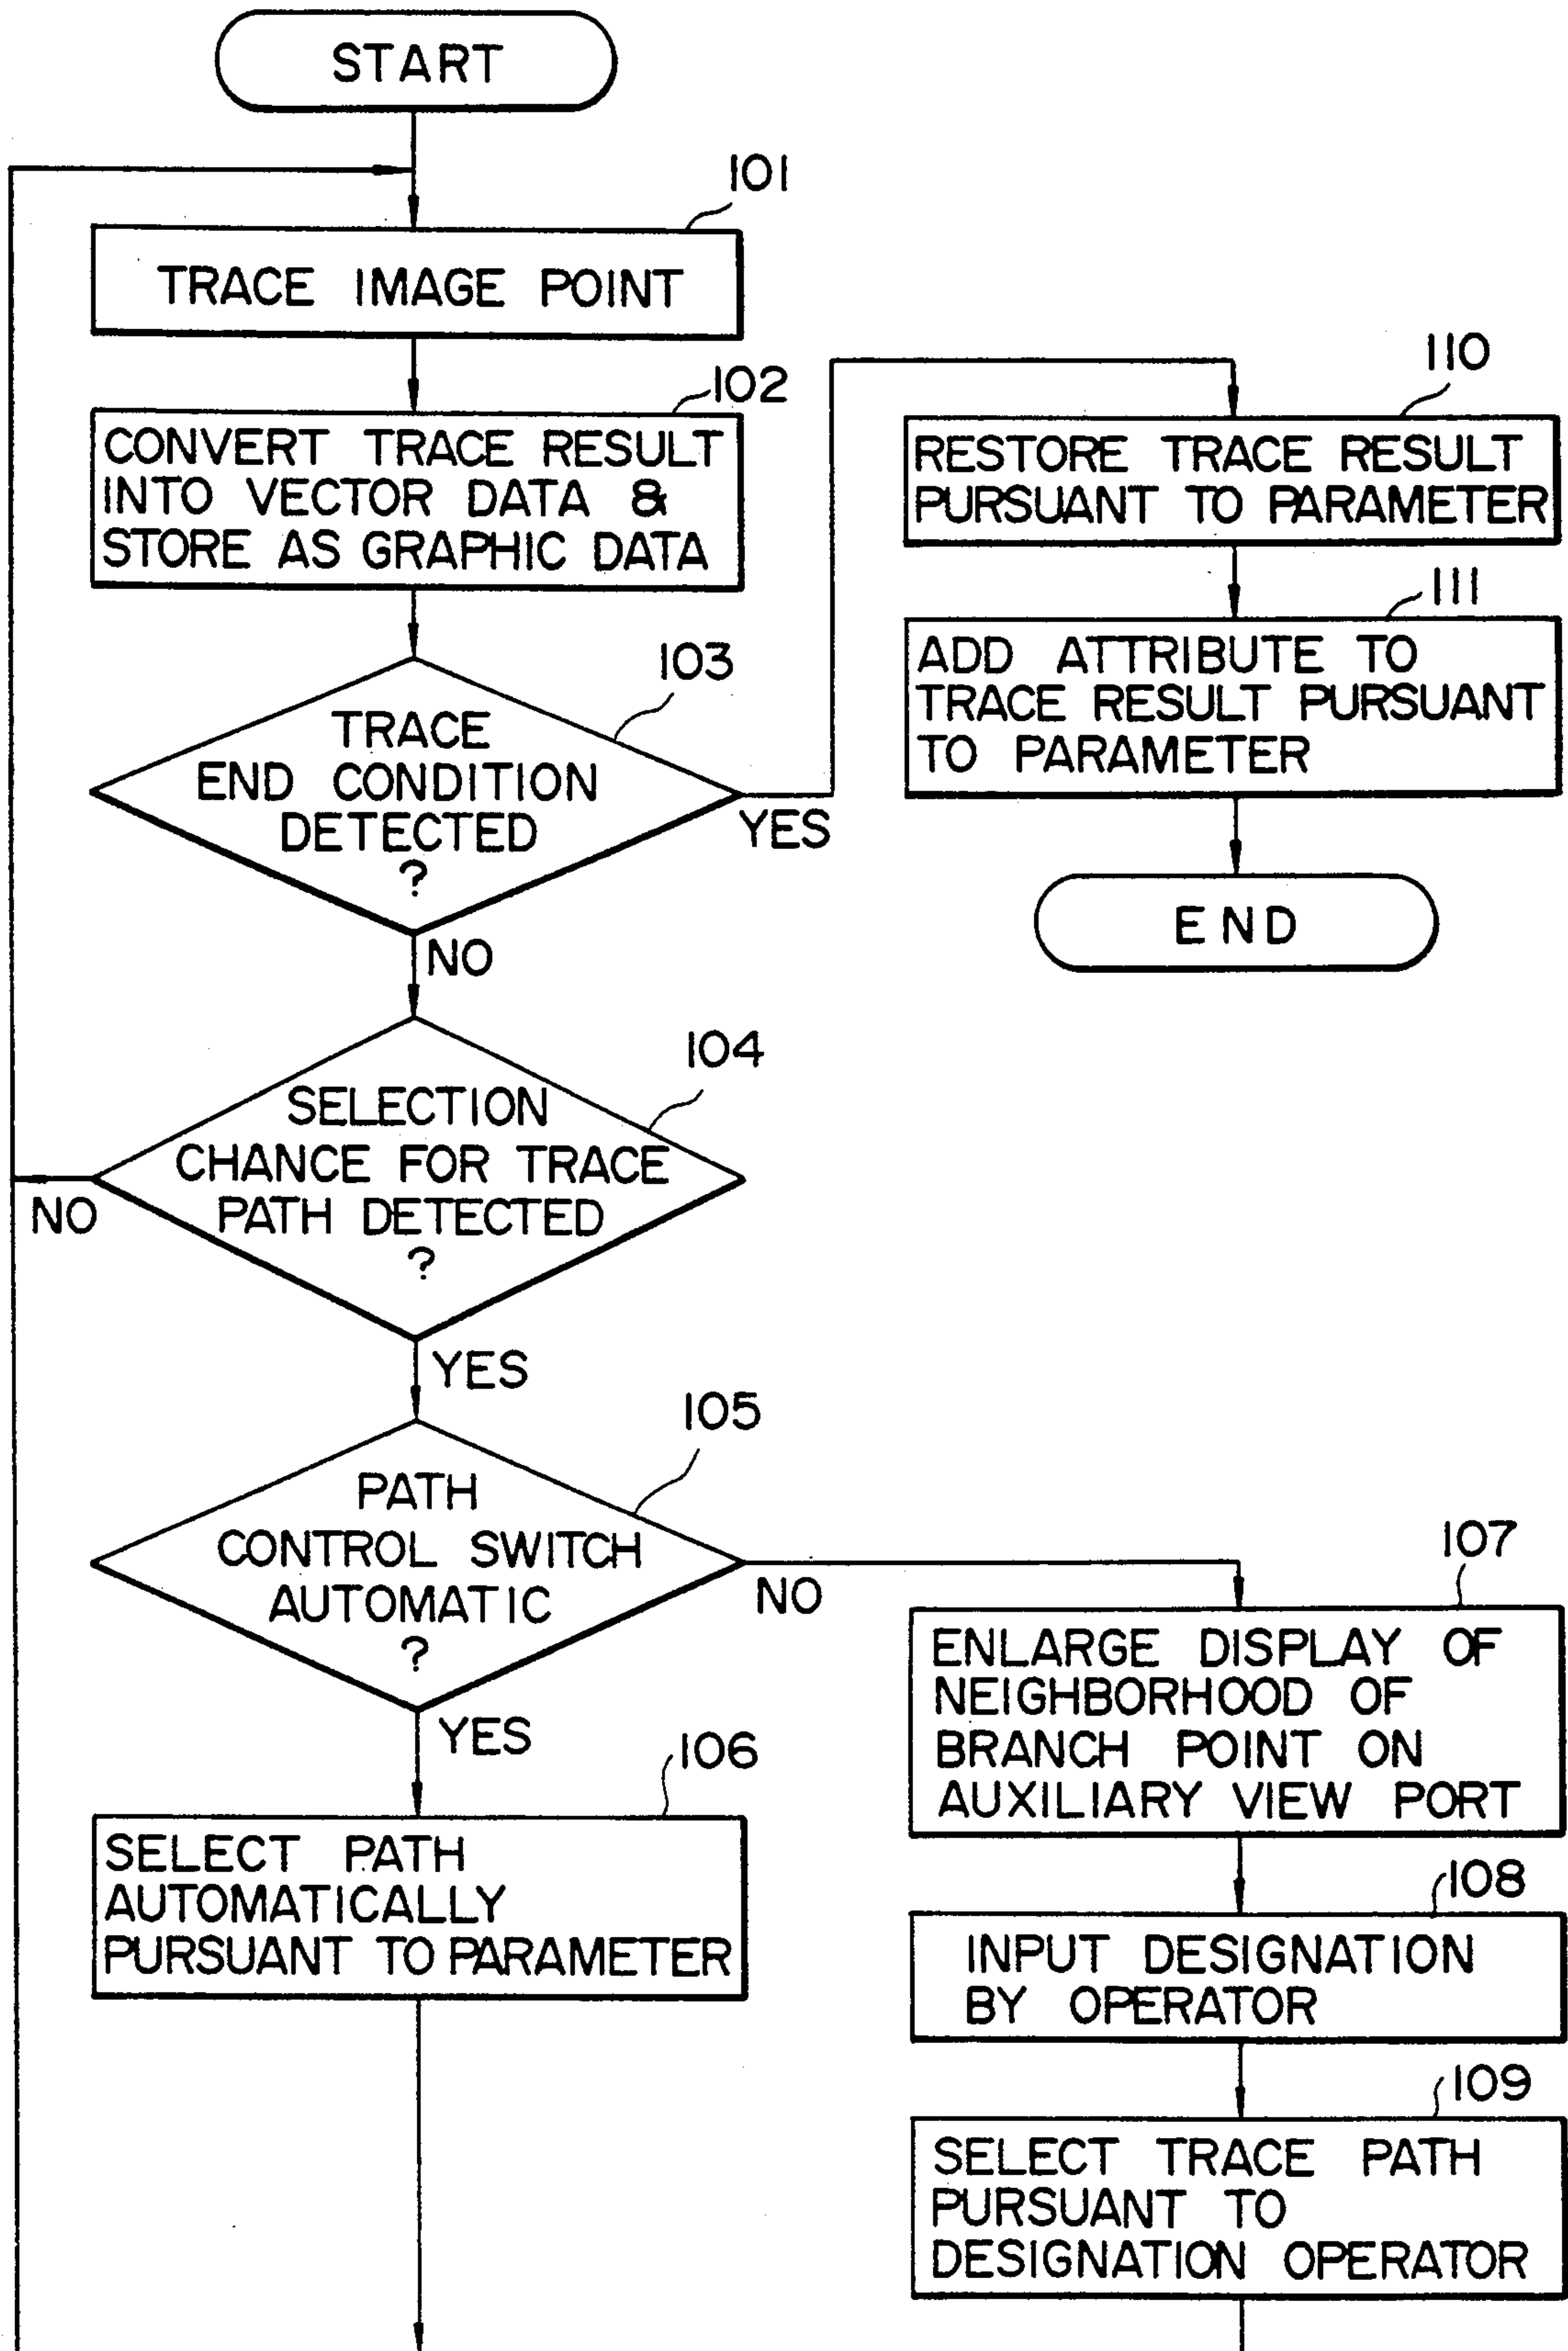 START
101
TRACE IMAGE POINT
102
CONVERT TRACE RESULT
INTO VECTOR DATA &
STORE AS GRAPHIC DATA
103
TRACE
END CONDITION
DETECTED
?
YES
NO
110
RESTORE TRACE RESULT
PURSUANT TO PARAMETER
111
ADD ATTRIBUTE TO
TRACE RESULT PURSUANT
TO PARAMETER
END
104
SELECTION
CHANCE FOR TRACE
PATH DETECTED
?
NO
YES
105
PATH
CONTROL SWITCH
AUTOMATIC
?
NO
YES
106
SELECT PATH
AUTOMATICALLY
PURSUANT TO PARAMETER
107
ENLARGE DISPLAY OF
NEIGHBORHOOD OF
BRANCH POINT ON
AUXILIARY VIEW PORT
108
INPUT DESIGNATION
BY OPERATOR
109
SELECT TRACE PATH
PURSUANT TO
DESIGNATION OPERATOR